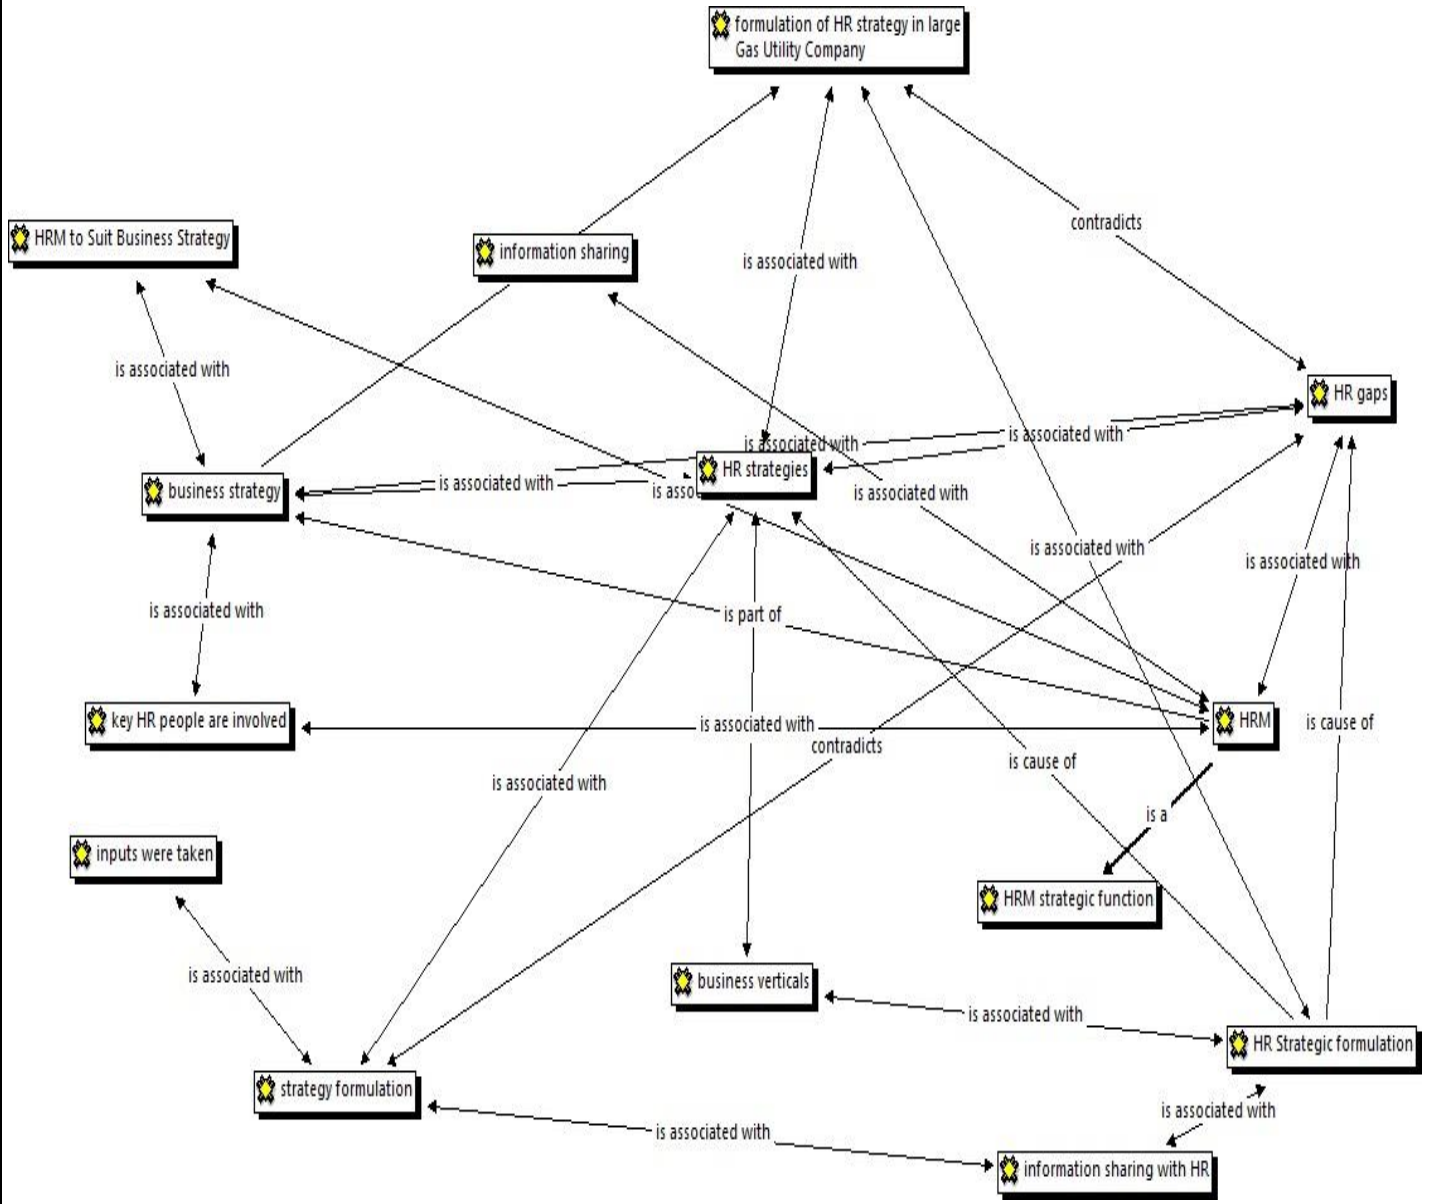 formulation of HR strategy in large
Gas Utility Company
contradicts
HRM to Suit Business Strategy
information sharing
is associated with
is associated with
HR gaps
is associated with
is associated with
HR strategies
is associated with
business strategy
is asso
is associated with
is associated with
is associated with
is associated with
is part of
key HR people are involved
is associated with
HRM
is cause of
contradicts
is cause of
is associated with
is a
inputs were taken
HRM strategic function
is associated with
business verticals
is associated with
HR Strategic formulation
strategy formulation
is associated with
is associated with
information sharing with HR